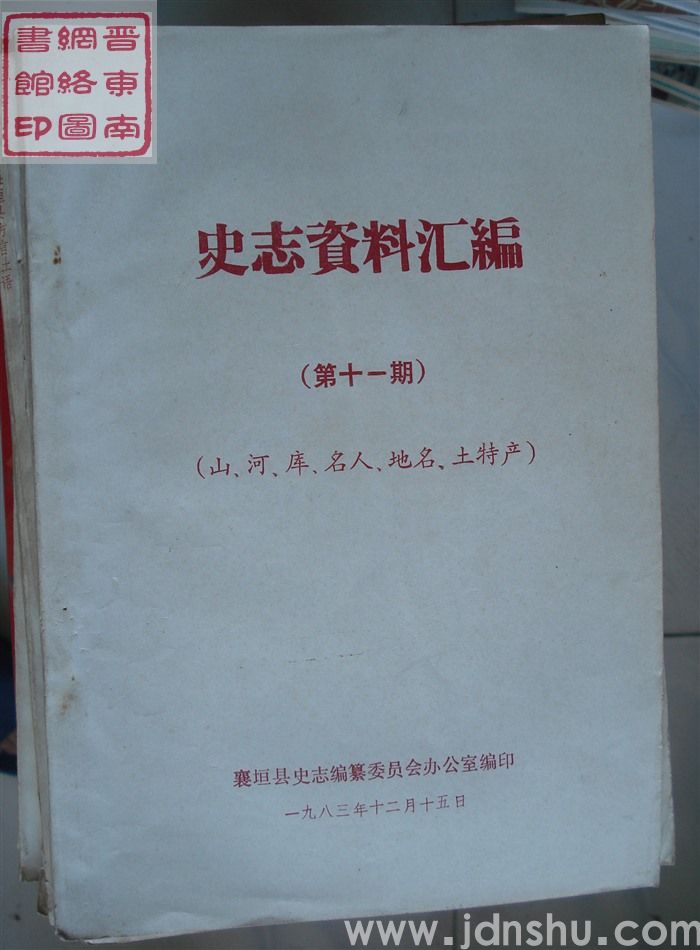 晋東南
網絡圖
書館印
史志資料汇編
(第十一期)
(山、河、库、名人、地名、土特产)
襄垣县史志编纂委员会办公室编印
一九八三年十二月十五日
www.jdnshu.com